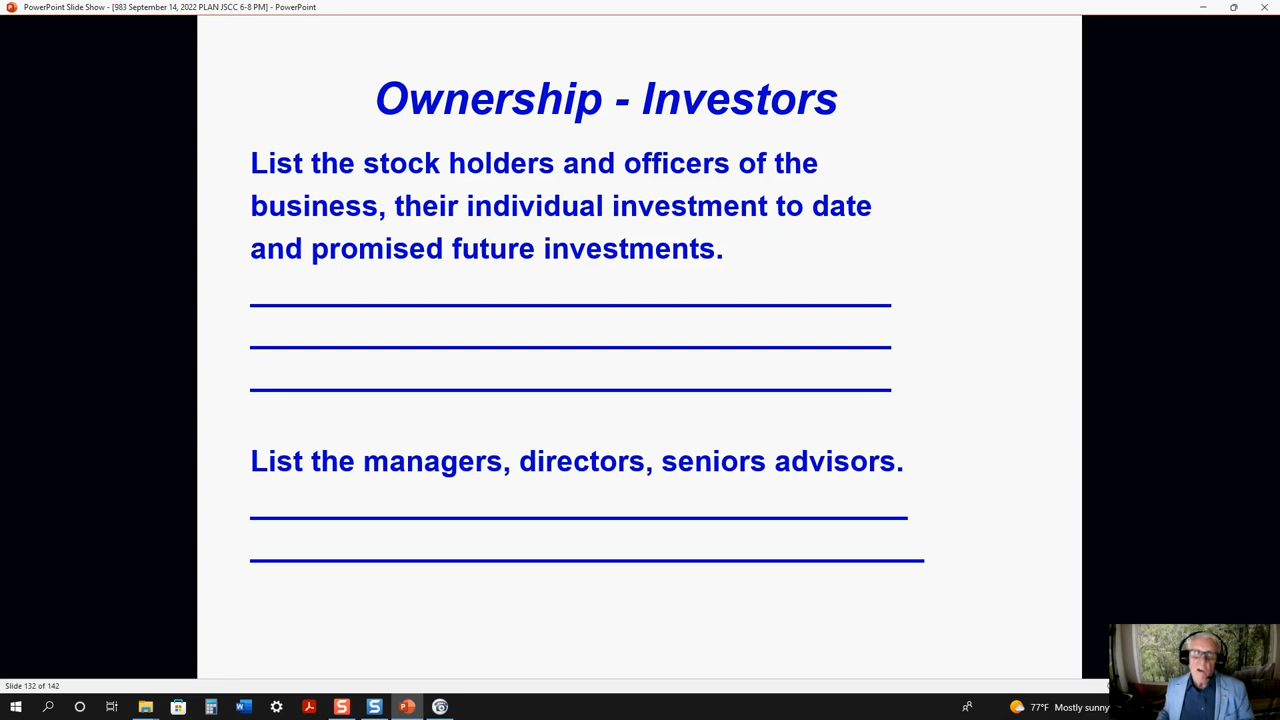 PowerPoint Slide Show - [983 September 14, 2022 PLAN JSCC 6-8 PM] - PowerPoint
Ownership - Investors
List the stock holders and officers of the
business, their individual investment to date
and promised future investments.
List the managers, directors, seniors advisors.
Slide 132 of 142
77°F Mostly sunny